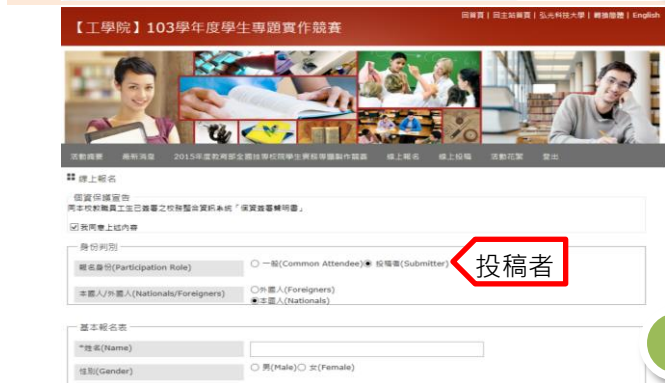 回首頁 | 回主站首頁 | 弘光科技大學 | 轉換簡體 | English
【工學院】103學年度學生專題實作競賽
活動摘要 最新消息 2015年度教育部全國技專校院學生實務專題製作競賽 線上報名 線上投稿 活動花絮 登出
線上報名
個資保護宣告
同本校教職員工生已簽署之校務整合資訊系統「個資簽署聲明書」
我同意上述內容
身份判別
報名身份(Participation Role) 一般(Common Attendee) 投稿者(Submitter)
投稿者
本國人/外國人(Nationals/Foreigners) 外國人(Foreigners)
本國人(Nationals)
基本報名表
*姓名(Name)
性別(Gender) 男(Male) 女(Female)